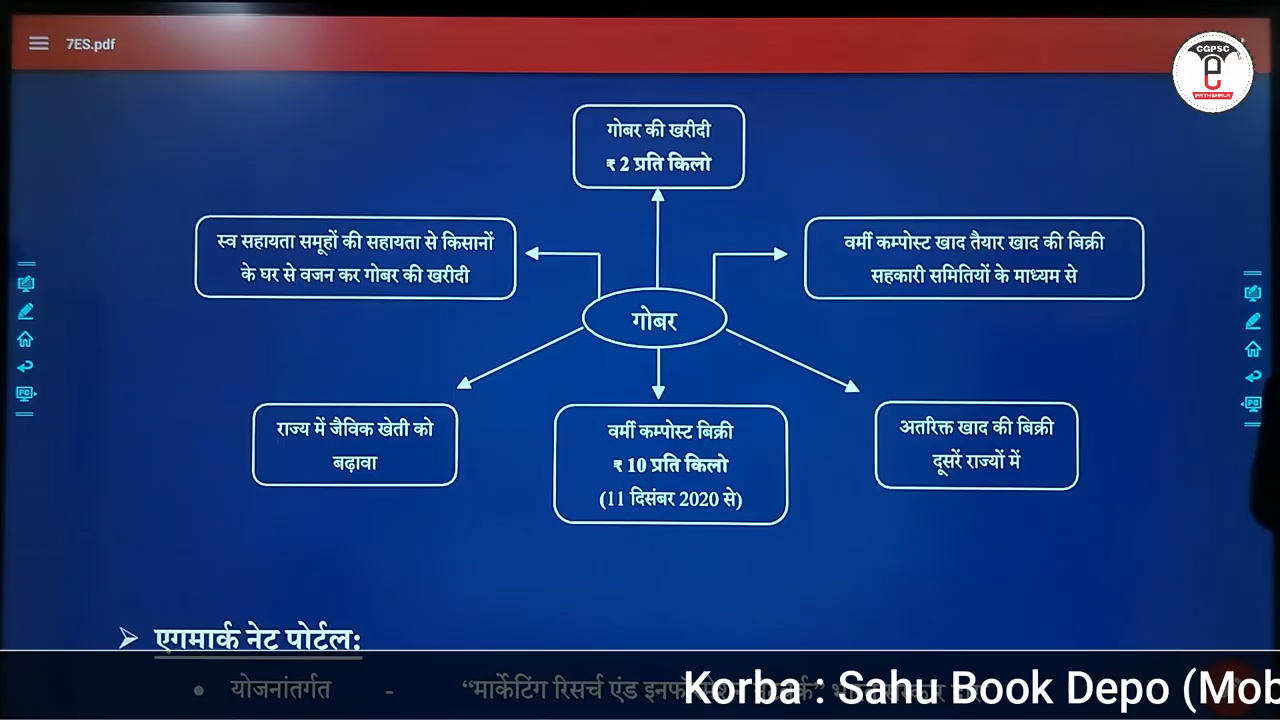 7ES.pdf
CGPSC
गोबर की खरीदी
₹ 2 प्रति किलो
स्व सहायता समूहों की सहायता से किसानों
के घर से वजन कर गोबर की खरीदी
वर्मी कम्पोस्ट खाद तैयार खाद की बिक्री
सहकारी समितियों के माध्यम से
गोबर
राज्य में जैविक खेती को
बढ़ावा
वर्मी कम्पोस्ट बिक्री
₹ 10 प्रति किलो
(11 दिसंबर 2020 से)
अतरिक्त खाद की बिक्री
दूसरें राज्यों में
एगमार्क नेट पोर्टल:
योजनांतर्गत - “मार्केटिंग रिसर्च एंड
Korba : Sahu Book Depo (Mob